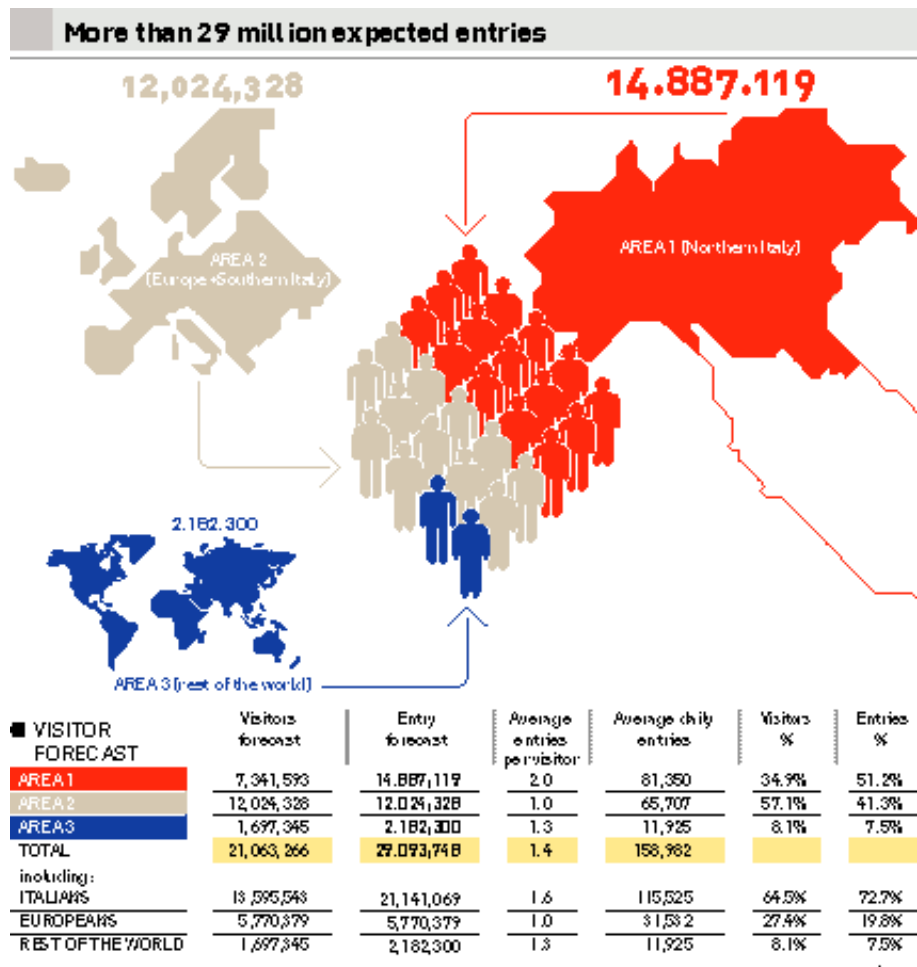 More than 29 million expected entries
12,024,328
14.887.119
AREA 1 (Northern Italy)
AREA 2
(Europe+Southern Italy)
2.182.300
AREA 3 (rest of the world)
VISITOR FORECAST
Visitors forecast | Entry forecast | Average entries per visitor | Average daily entries | Visitors % | Entries %
AREA 1 7,341,593 14.887,119 2.0 81,350 34.9% 51.2%
AREA 2 12,024,328 12.024,328 1.0 65,707 57.1% 41.3%
AREA 3 1,697,345 2.182,300 1.3 11,925 8.1% 7.5%
TOTAL 21,063,266 29.093,748 1.4 158,982
including:
ITALIANS 13,595,543 21,141,069 1.6 115,525 64.5% 72.7%
EUROPEANS 5,770,379 5,770,379 1.0 31,532 27.4% 19.8%
REST OF THE WORLD 1,697,345 2,182,300 1.3 11,925 8.1% 7.5%